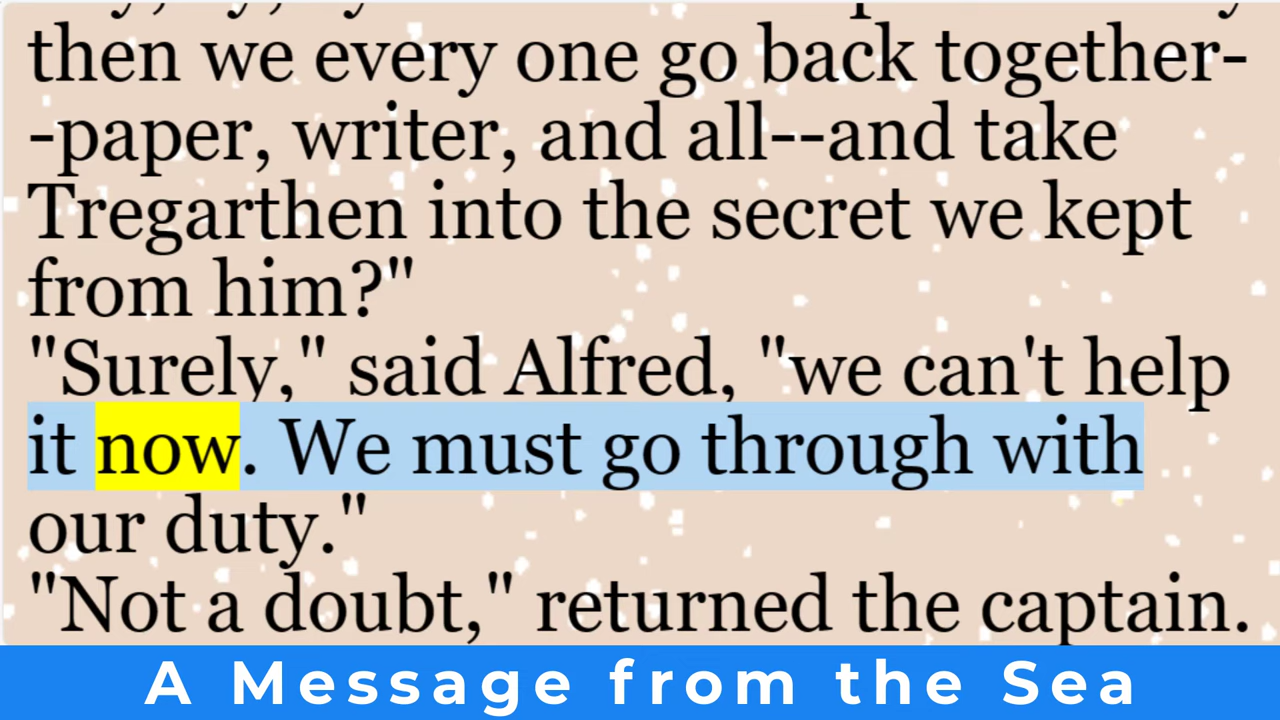 then we every one go back together-
-paper, writer, and all--and take
Tregarthen into the secret we kept
from him?"
"Surely," said Alfred, "we can't help
it now. We must go through with
our duty."
"Not a doubt," returned the captain.
A Message from the Sea